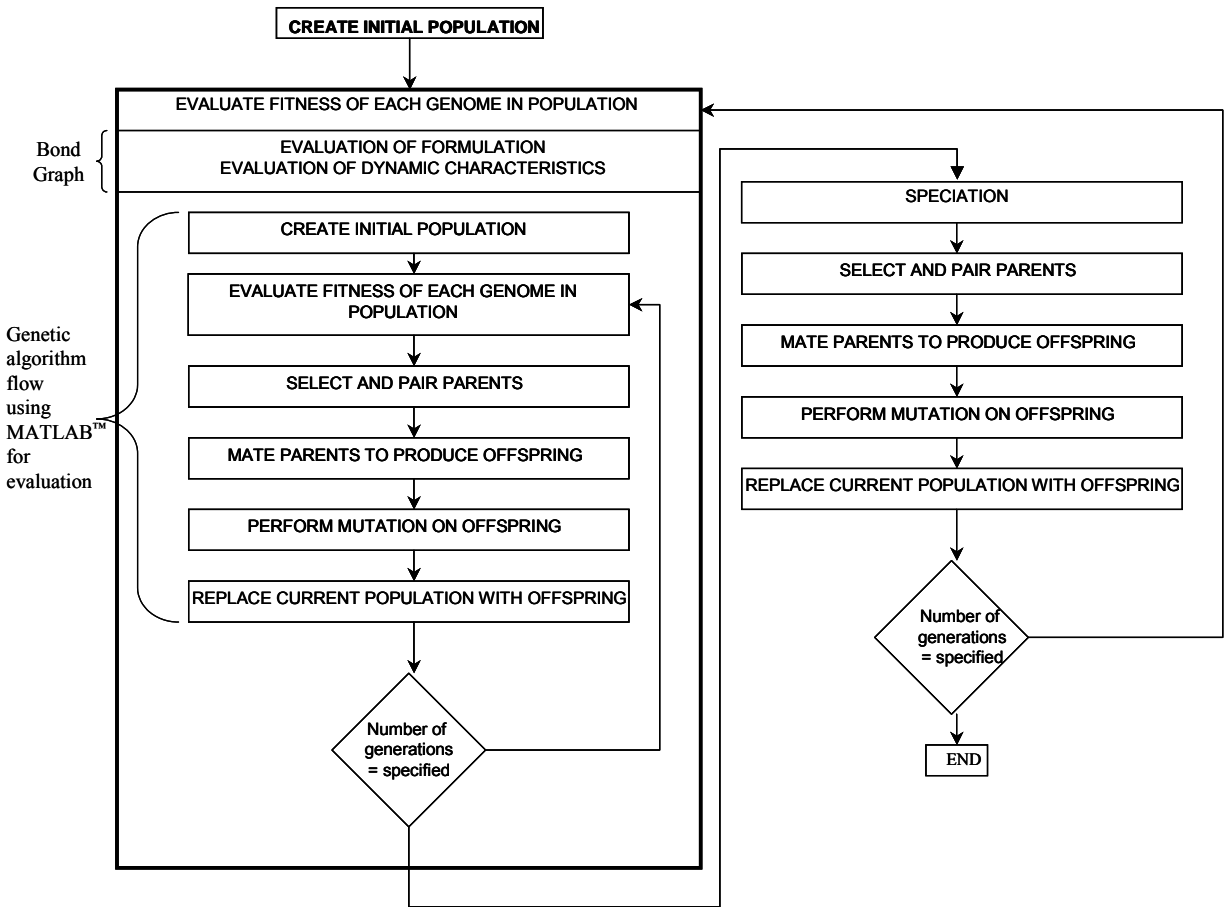 CREATE INITIAL POPULATION
EVALUATE FITNESS OF EACH GENOME IN POPULATION
Bond
Graph
EVALUATION OF FORMULATION
EVALUATION OF DYNAMIC CHARACTERISTICS
Genetic
algorithm
flow
using
MATLAB™
for
evaluation
CREATE INITIAL POPULATION
EVALUATE FITNESS OF EACH GENOME IN
POPULATION
SELECT AND PAIR PARENTS
MATE PARENTS TO PRODUCE OFFSPRING
PERFORM MUTATION ON OFFSPRING
REPLACE CURRENT POPULATION WITH OFFSPRING
Number of
generations
= specified
SPECIATION
SELECT AND PAIR PARENTS
MATE PARENTS TO PRODUCE OFFSPRING
PERFORM MUTATION ON OFFSPRING
REPLACE CURRENT POPULATION WITH OFFSPRING
Number of
generations
= specified
END